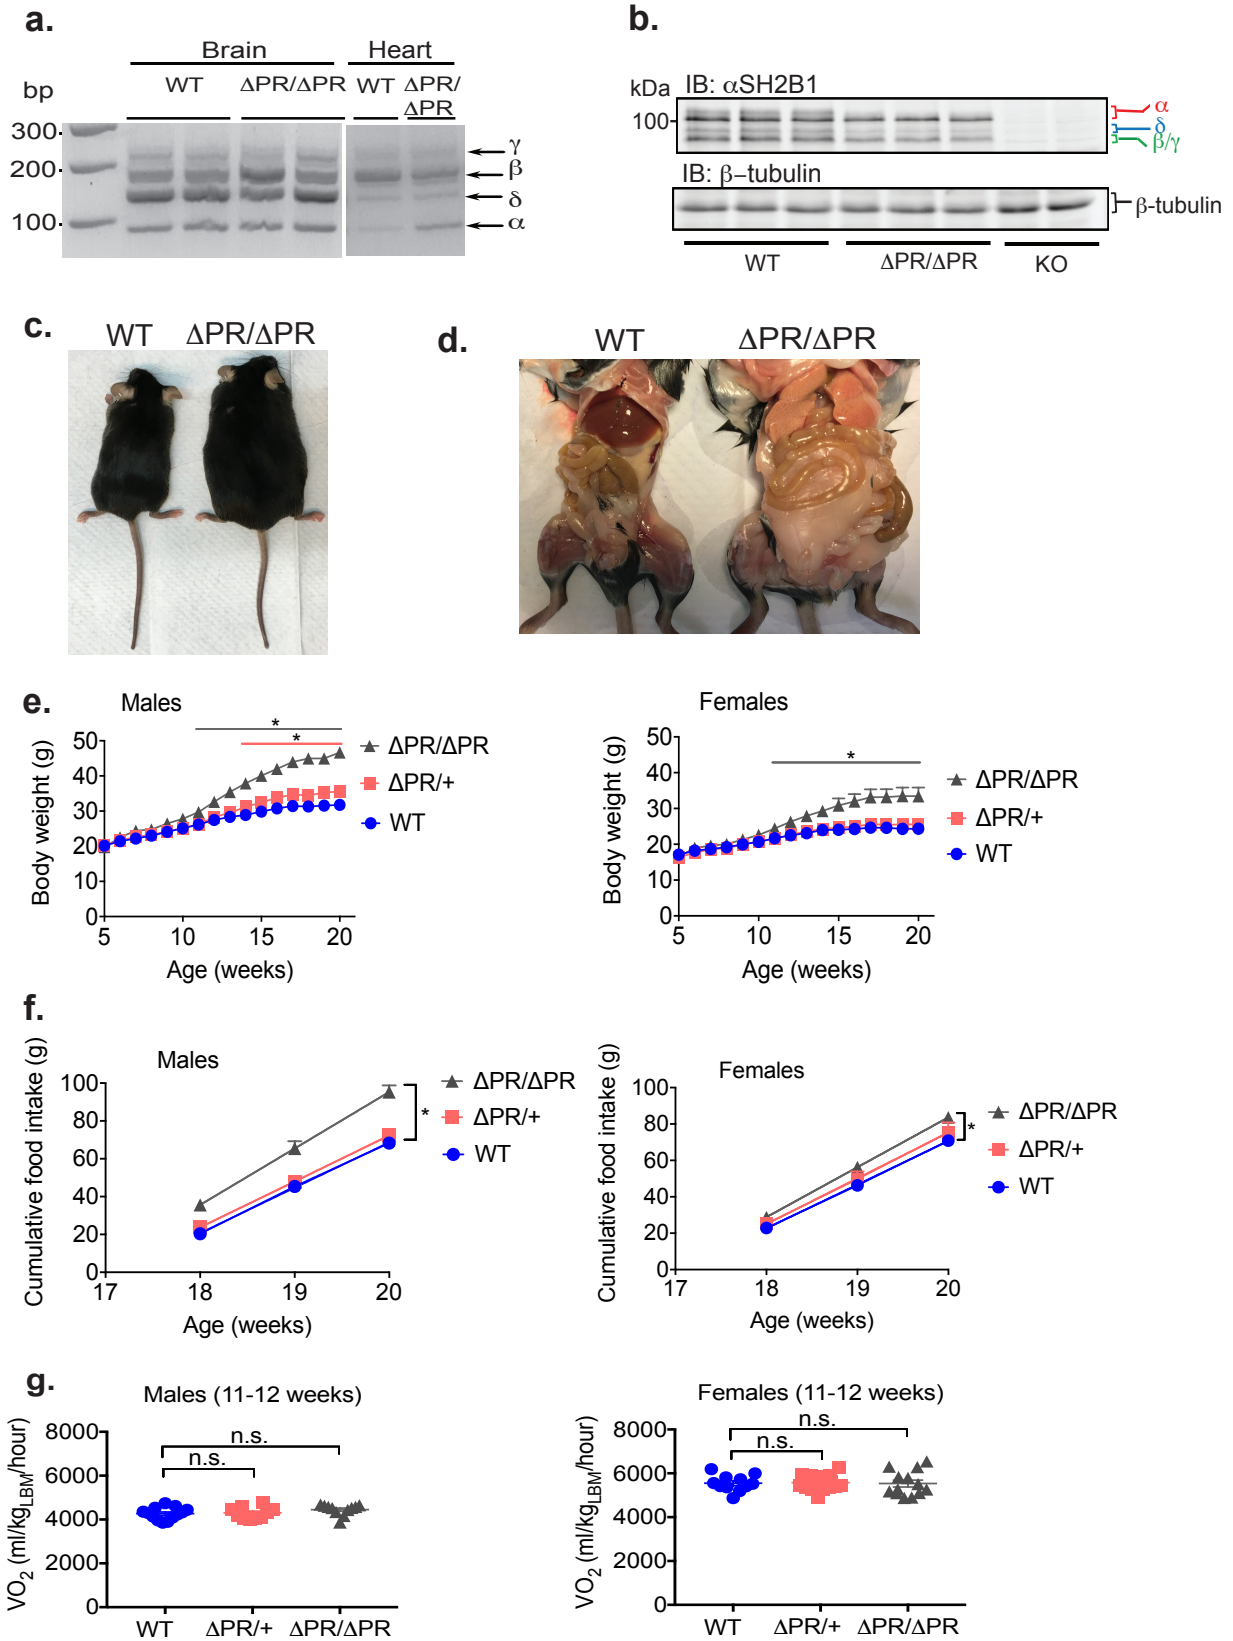 a.
Brain
Heart
WT
ΔPR/ΔPR
WT
ΔPR/
ΔPR
bp
300
200
100
γ
β
δ
α
b.
kDa
IB: αSH2B1
100
α
δ
β/γ
IB: β–tubulin
β-tubulin
WT
ΔPR/ΔPR
KO
c.
WT
ΔPR/ΔPR
d.
WT
ΔPR/ΔPR
e.
Males
*
*
Body weight (g)
50
40
30
20
10
0
5
10
15
20
Age (weeks)
ΔPR/ΔPR
ΔPR/+
WT
Females
*
Body weight (g)
50
40
30
20
10
0
5
10
15
20
Age (weeks)
ΔPR/ΔPR
ΔPR/+
WT
f.
Males
Cumulative food intake (g)
100
80
60
40
20
0
17
18
19
20
Age (weeks)
*
ΔPR/ΔPR
ΔPR/+
WT
Females
Cumulative food intake (g)
100
80
60
40
20
0
17
18
19
20
Age (weeks)
*
ΔPR/ΔPR
ΔPR/+
WT
g.
Males (11-12 weeks)
VO2 (ml/kgLBM/hour)
8000
6000
4000
2000
0
n.s.
n.s.
WT
ΔPR/+
ΔPR/ΔPR
Females (11-12 weeks)
VO2 (ml/kgLBM/hour)
8000
6000
4000
2000
0
n.s.
n.s.
WT
ΔPR/+
ΔPR/ΔPR